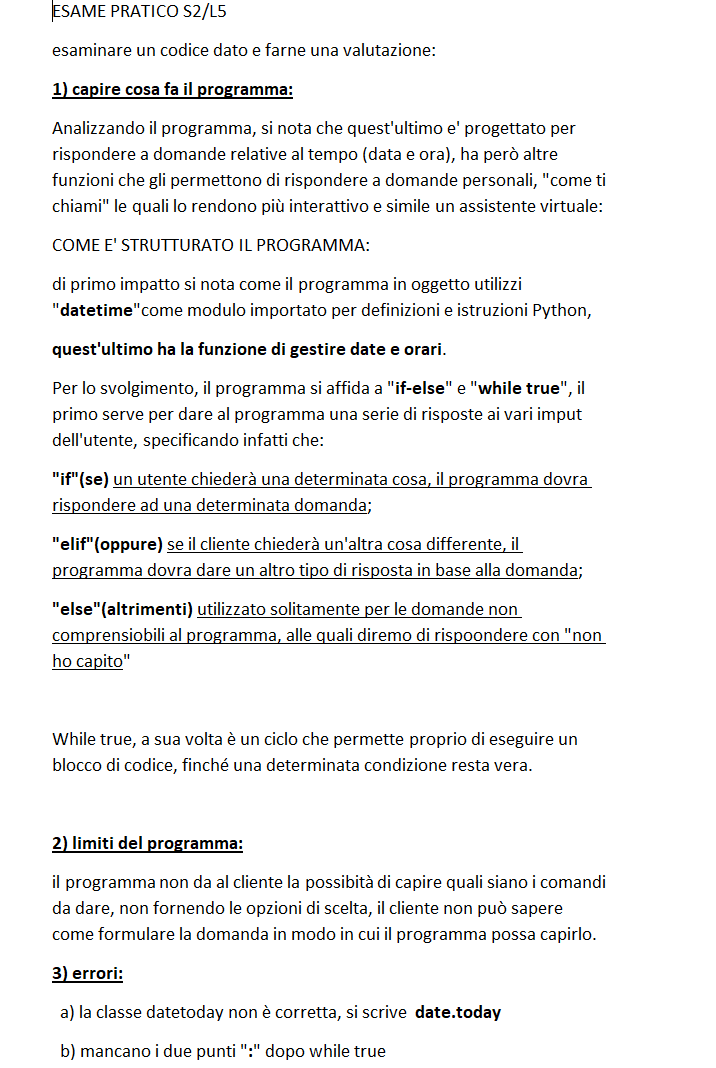 ESAME PRATICO S2/L5
esaminare un codice dato e farne una valutazione:
1) capire cosa fa il programma:
Analizzando il programma, si nota che quest'ultimo e' progettato per
rispondere a domande relative al tempo (data e ora), ha però altre
funzioni che gli permettono di rispondere a domande personali, "come ti
chiami" le quali lo rendono più interattivo e simile un assistente virtuale:
COME E' STRUTTURATO IL PROGRAMMA:
di primo impatto si nota come il programma in oggetto utilizzi
"datetime"come modulo importato per definizioni e istruzioni Python,
quest'ultimo ha la funzione di gestire date e orari.
Per lo svolgimento, il programma si affida a "if-else" e "while true", il
primo serve per dare al programma una serie di risposte ai vari imput
dell'utente, specificando infatti che:
"if"(se) un utente chiederà una determinata cosa, il programma dovra
rispondere ad una determinata domanda;
"elif"(oppure) se il cliente chiederà un'altra cosa differente, il
programma dovra dare un altro tipo di risposta in base alla domanda;
"else"(altrimenti) utilizzato solitamente per le domande non
comprensiobili al programma, alle quali diremo di rispoondere con "non
ho capito"
While true, a sua volta è un ciclo che permette proprio di eseguire un
blocco di codice, finché una determinata condizione resta vera.
2) limiti del programma:
il programma non da al cliente la possibità di capire quali siano i comandi
da dare, non fornendo le opzioni di scelta, il cliente non può sapere
come formulare la domanda in modo in cui il programma possa capirlo.
3) errori:
a) la classe datetoday non è corretta, si scrive date.today
b) mancano i due punti ":" dopo while true